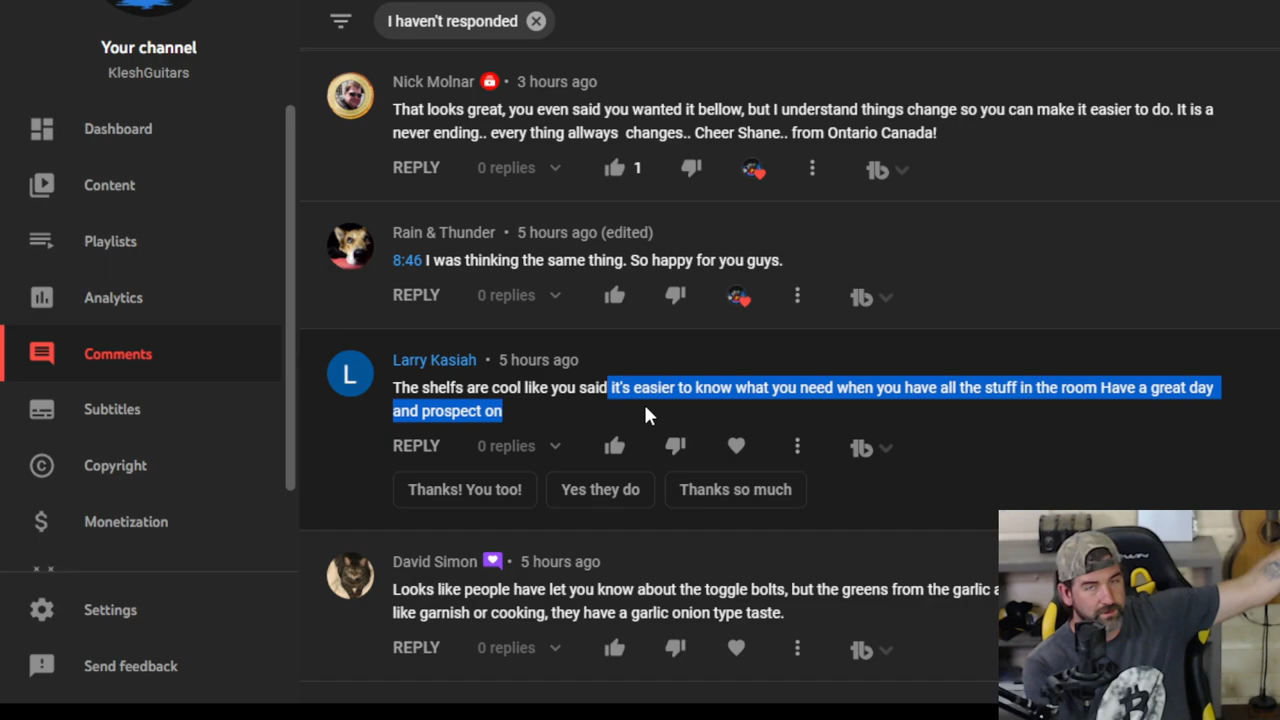 I haven't responded
Your channel
KleshGuitars
Dashboard
Content
Playlists
Analytics
Comments
Subtitles
Copyright
Monetization
Settings
Send feedback
Nick Molnar • 3 hours ago
That looks great, you even said you wanted it bellow, but I understand things change so you can make it easier to do. It is a
never ending.. every thing allways changes.. Cheer Shane.. from Ontario Canada!
REPLY 0 replies 1
Rain & Thunder • 5 hours ago (edited)
8:46 I was thinking the same thing. So happy for you guys.
REPLY 0 replies
L
Larry Kasiah • 5 hours ago
The shelfs are cool like you said it's easier to know what you need when you have all the stuff in the room Have a great day
and prospect on
REPLY 0 replies
Thanks! You too! Yes they do Thanks so much
David Simon • 5 hours ago
Looks like people have let you know about the toggle bolts, but the greens from the garlic a
like garnish or cooking, they have a garlic onion type taste.
REPLY 0 replies